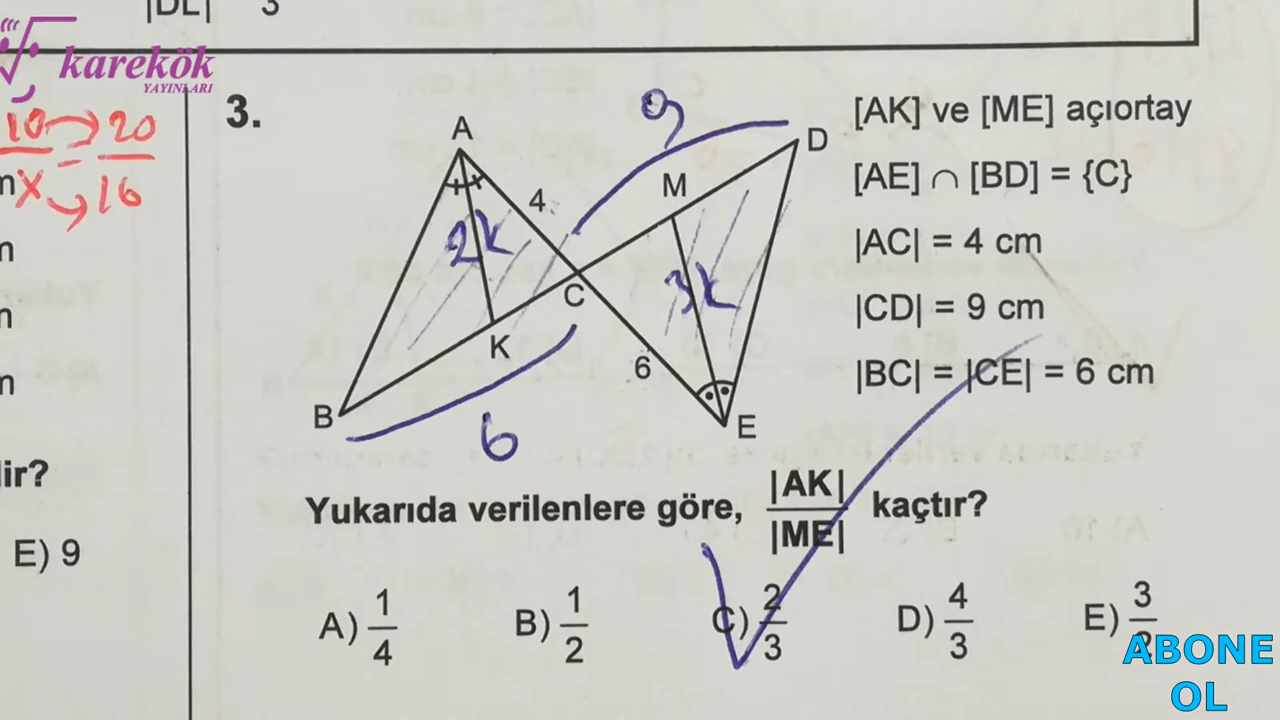 |DL| 3
karekök
YAYINLARI
10 → 20
x → 16
E) 9
3.
A
B
C
D
E
K
M
4
6
9
6
2k
3k
[AK] ve [ME] açıortay
[AE] ∩ [BD] = {C}
|AC| = 4 cm
|CD| = 9 cm
|BC| = |CE| = 6 cm
Yukarıda verilenlere göre, |AK| / |ME| kaçtır?
A) 1/4 B) 1/2 C) 2/3 D) 4/3 E) 3/2
ABONE
OL